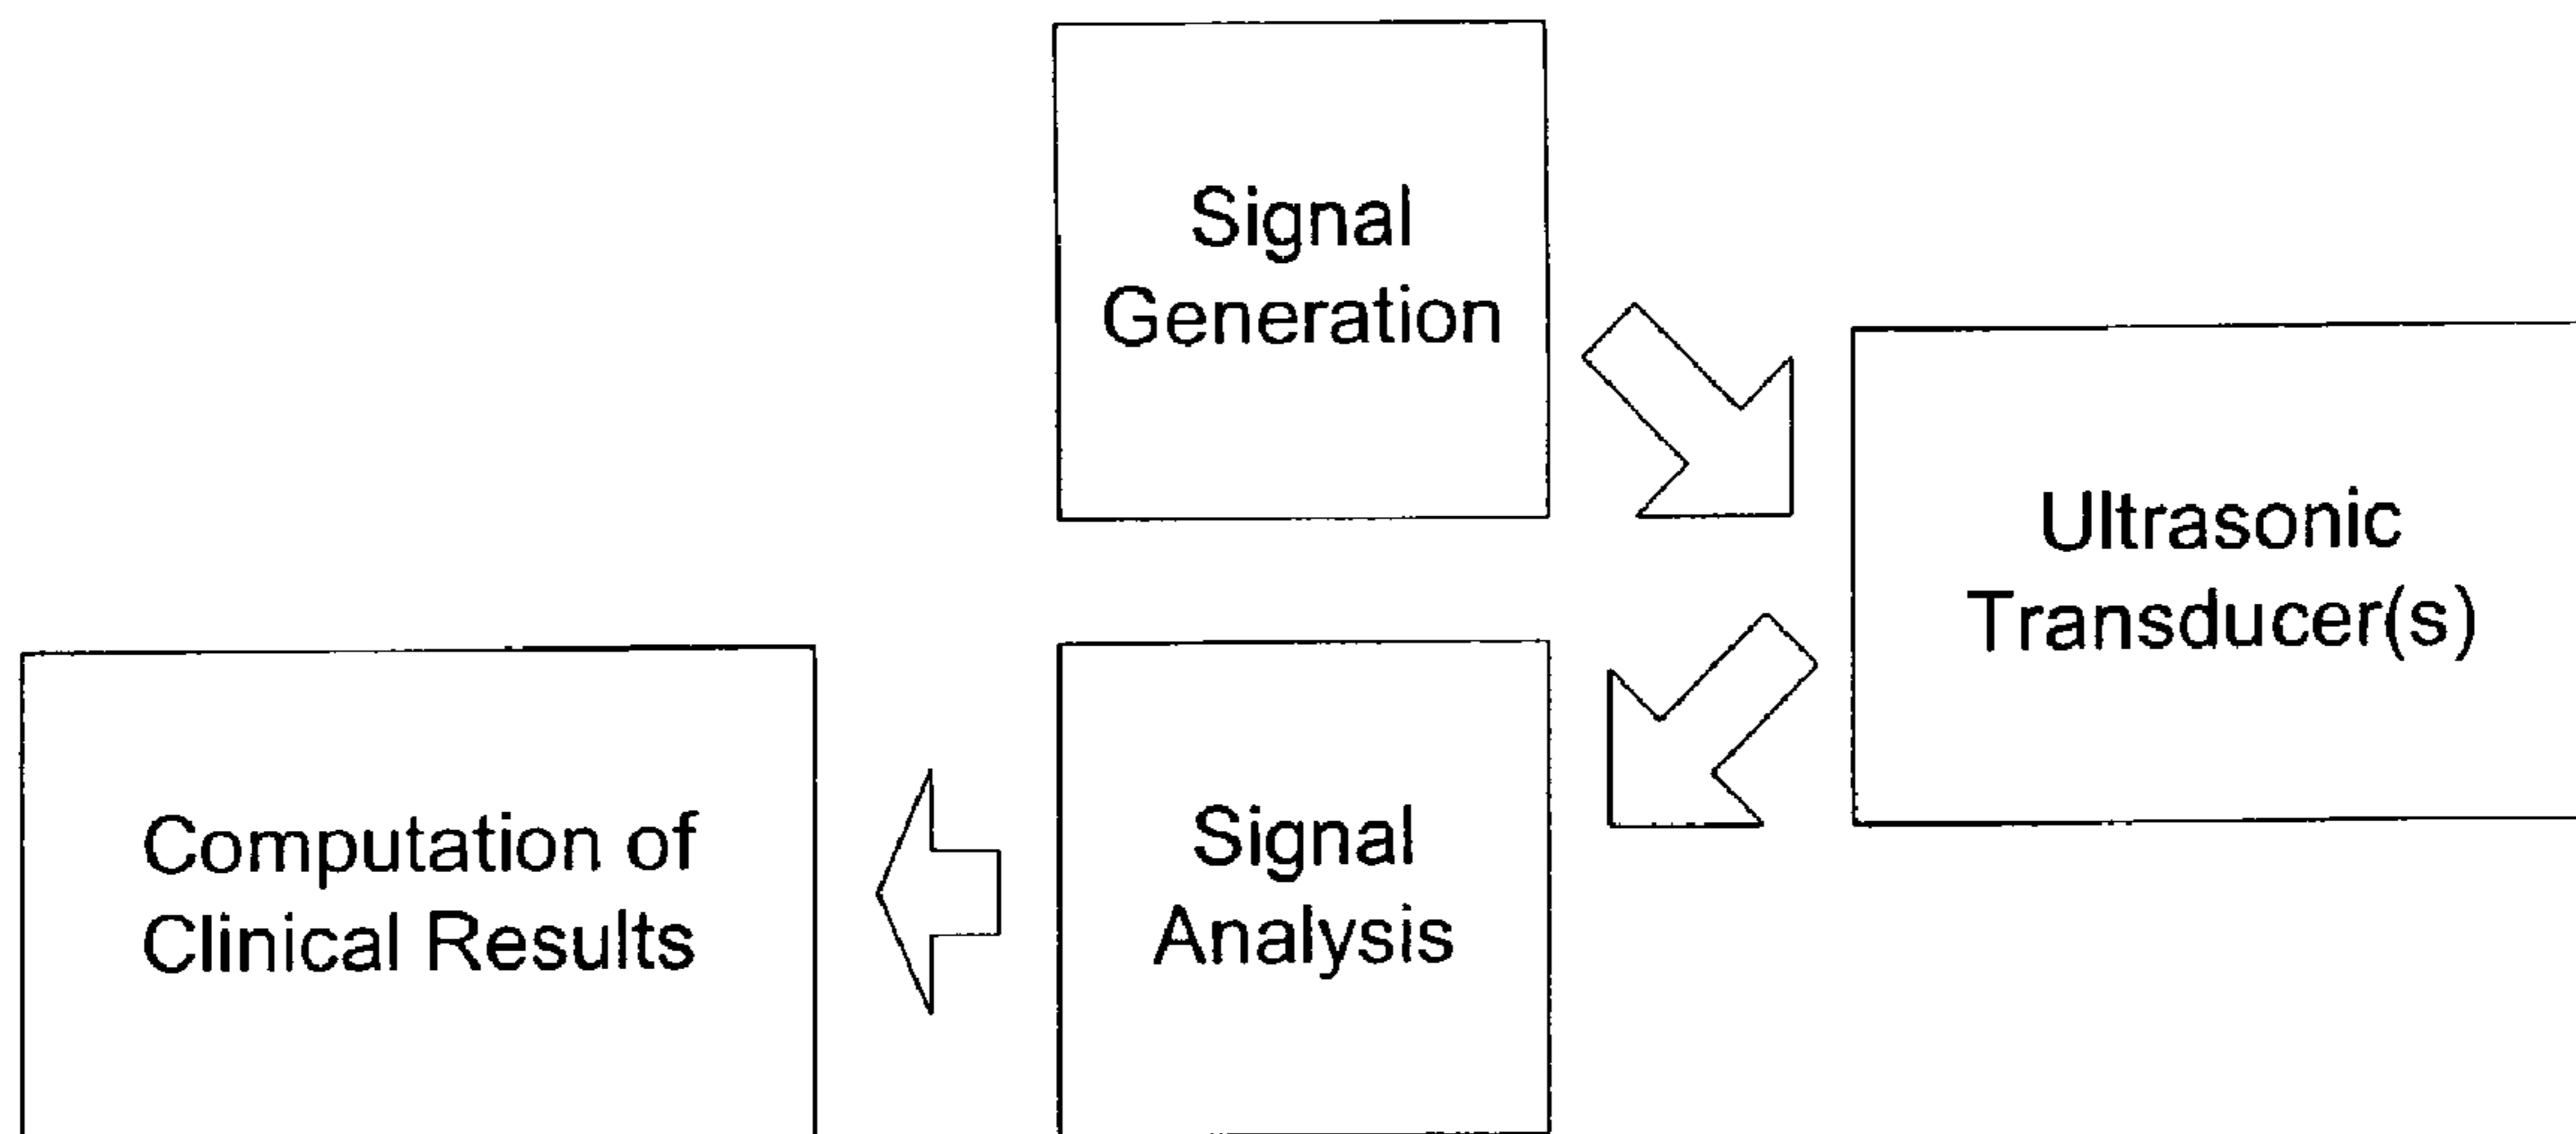 Signal
Generation
Ultrasonic
Transducer(s)
Signal
Analysis
Computation of
Clinical Results